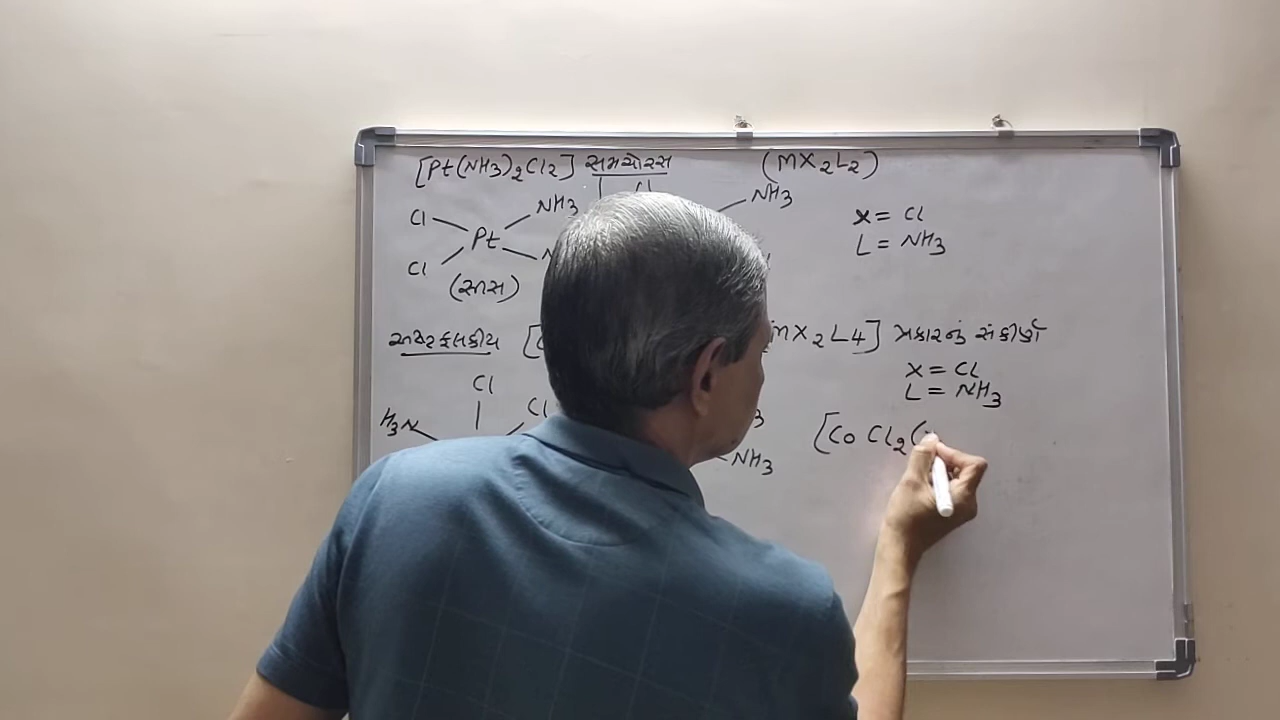 [Pt(NH3)2Cl2] સમચોરસ (MX2L2)
Cl NH3 Cl NH3
Pt
Cl
(સીસ)
X = Cl
L = NH3
અષ્ટફલકીય [ MX2L4] પ્રકારનું સંકીર્ણ
X = Cl
L = NH3
Cl
H3N Cl
NH3
[Co Cl2(